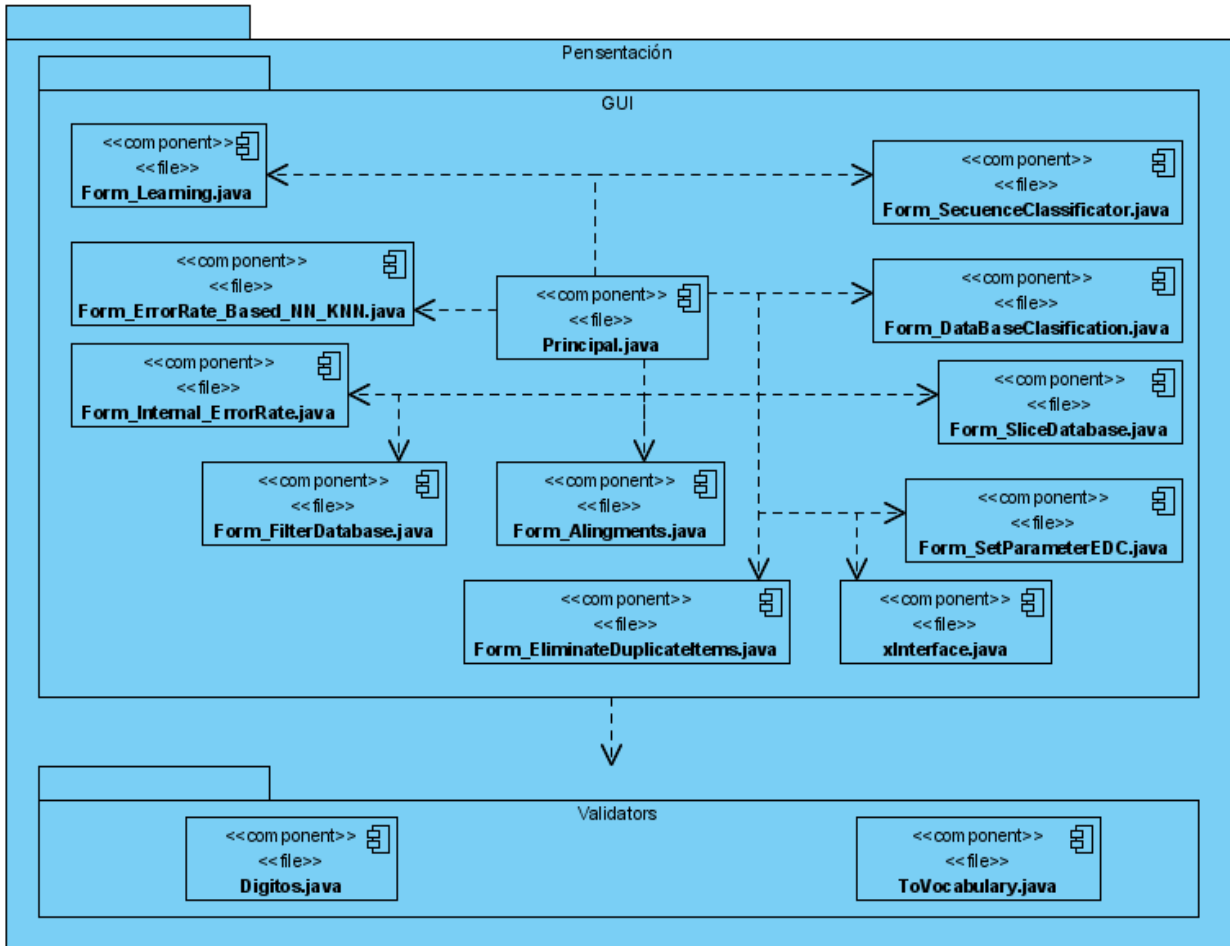 Pensentación
GUI
<<component>>
<<file>>
Form_Learning.java
<<component>>
<<file>>
Form_SecuenceClassificator.java
<<component>>
<<file>>
Form_ErrorRate_Based_NN_KNN.java
<<component>>
<<file>>
Principal.java
<<component>>
<<file>>
Form_DataBaseClasification.java
<<component>>
<<file>>
Form_Internal_ErrorRate.java
<<component>>
<<file>>
Form_SliceDatabase.java
<<component>>
<<file>>
Form_FilterDatabase.java
<<component>>
<<file>>
Form_Alingments.java
<<component>>
<<file>>
Form_SetParameterEDC.java
<<component>>
<<file>>
Form_EliminateDuplicateItems.java
<<component>>
<<file>>
xInterface.java
Validators
<<component>>
<<file>>
Digitos.java
<<component>>
<<file>>
ToVocabulary.java